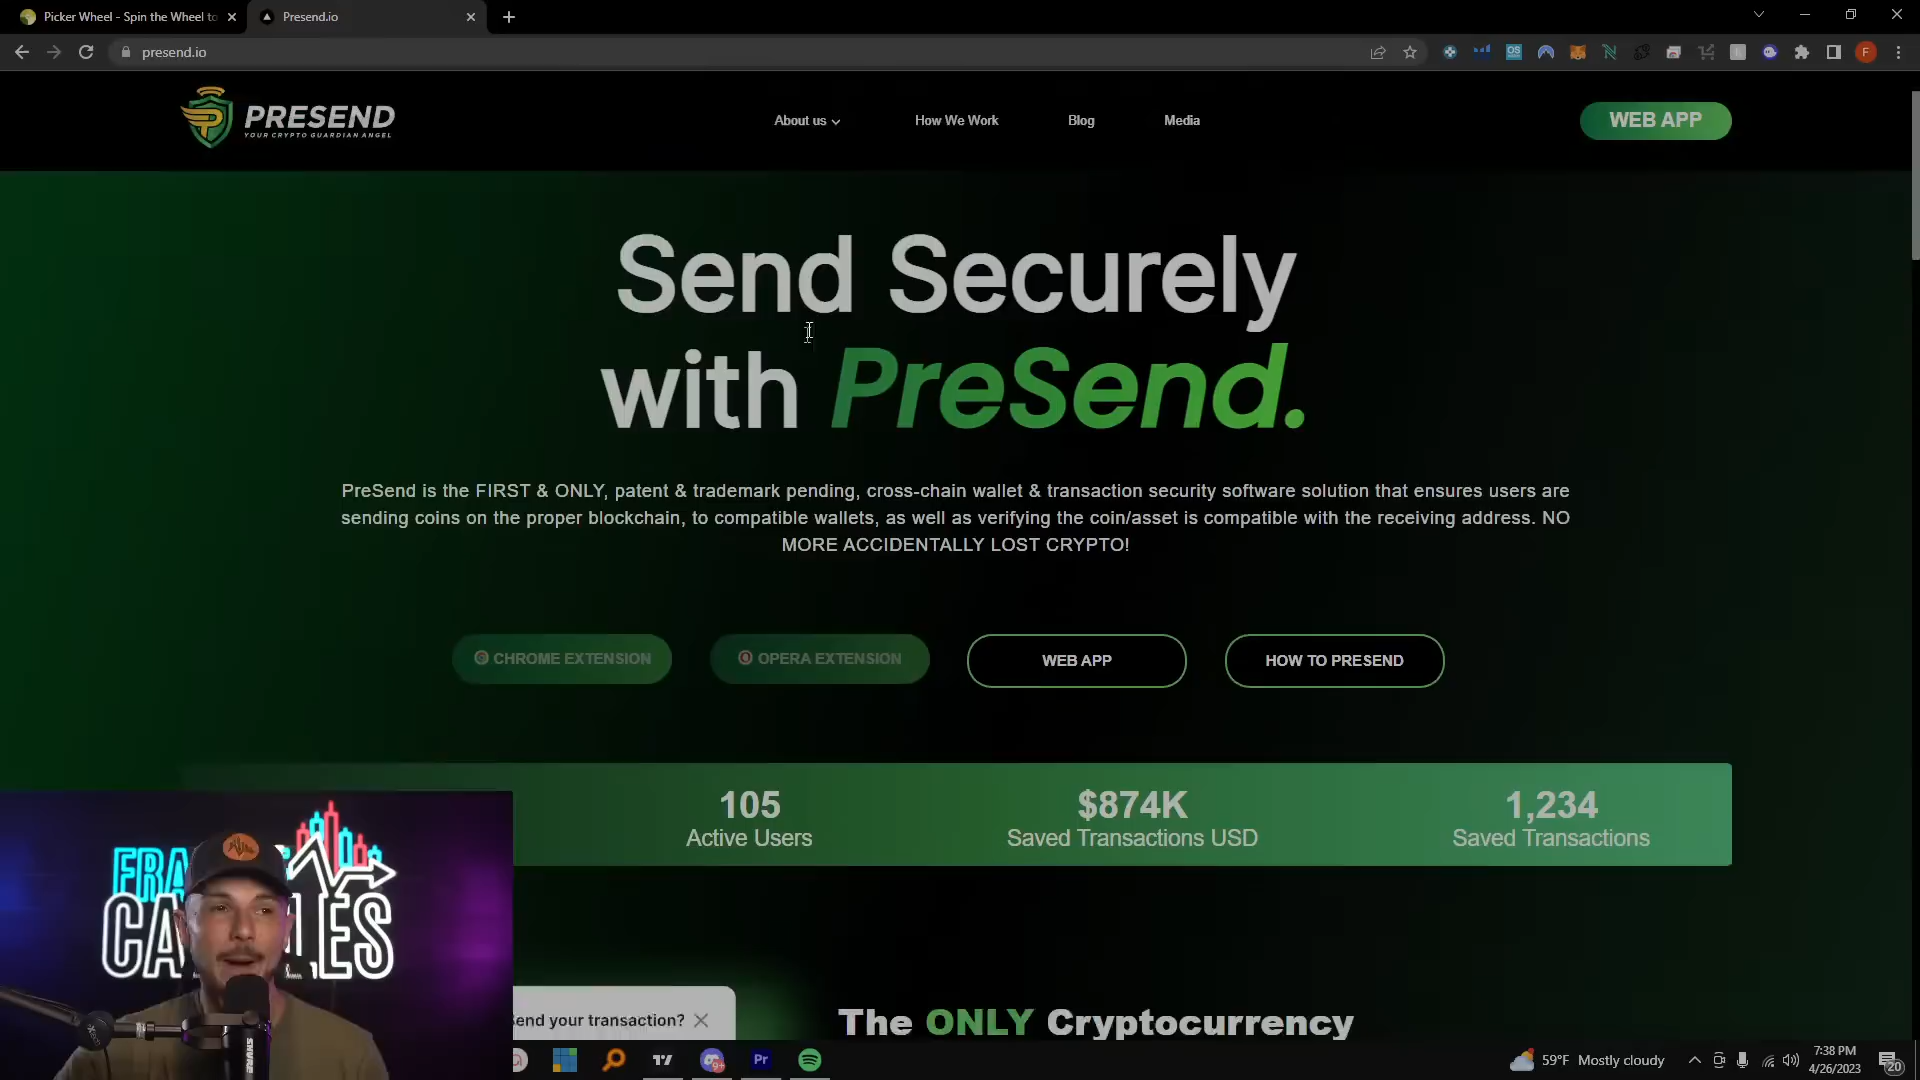 Picker Wheel - Spin the Wheel to
Presend.io
presend.io
PRESEND
YOUR CRYPTO GUARDIAN ANGEL
About us
How We Work
Blog
Media
WEB APP
Send Securely
with PreSend.
PreSend is the FIRST & ONLY, patent & trademark pending, cross-chain wallet & transaction security software solution that ensures users are
sending coins on the proper blockchain, to compatible wallets, as well as verifying the coin/asset is compatible with the receiving address. NO
MORE ACCIDENTALLY LOST CRYPTO!
CHROME EXTENSION
OPERA EXTENSION
WEB APP
HOW TO PRESEND
105
Active Users
$874K
Saved Transactions USD
1,234
Saved Transactions
Send your transaction?
The ONLY Cryptocurrency
59°F Mostly cloudy
7:38 PM
4/26/2023
20